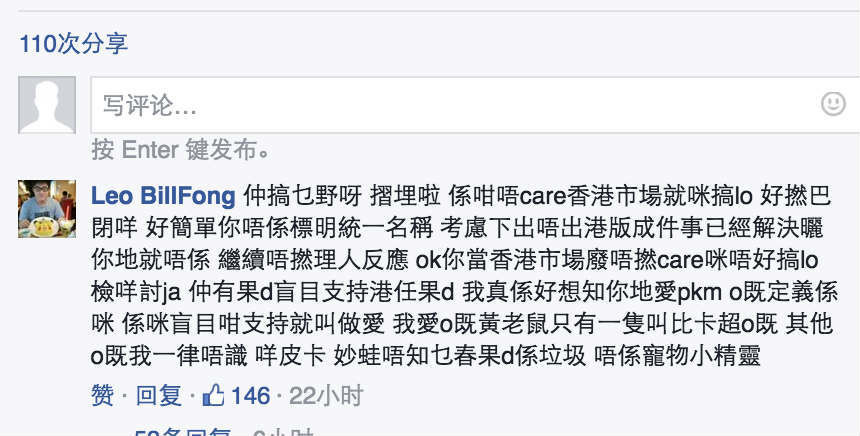 110次分享
写评论...
按 Enter 键发布。
Leo BillFong 仲搞乜野呀 摺埋啦 係咁唔care香港市場就咪搞lo 好撚巴
閉咩 好簡單你唔係標明統一名稱 考慮下出唔出港版成件事已經解決曬
你地就唔係 繼續唔撚理人反應 ok你當香港市場廢唔撚care咪唔好搞lo
檢咩討ja 仲有果d盲目支持港任果d 我真係好想知你地愛pkm o既定義係
咪 係咪盲目咁支持就叫做愛 我愛o既黃老鼠只有一隻叫比卡超o既 其他
o既我一律唔識 咩皮卡 妙蛙唔知乜春果d係垃圾 唔係寵物小精靈
赞 · 回复 · 146 · 22小时